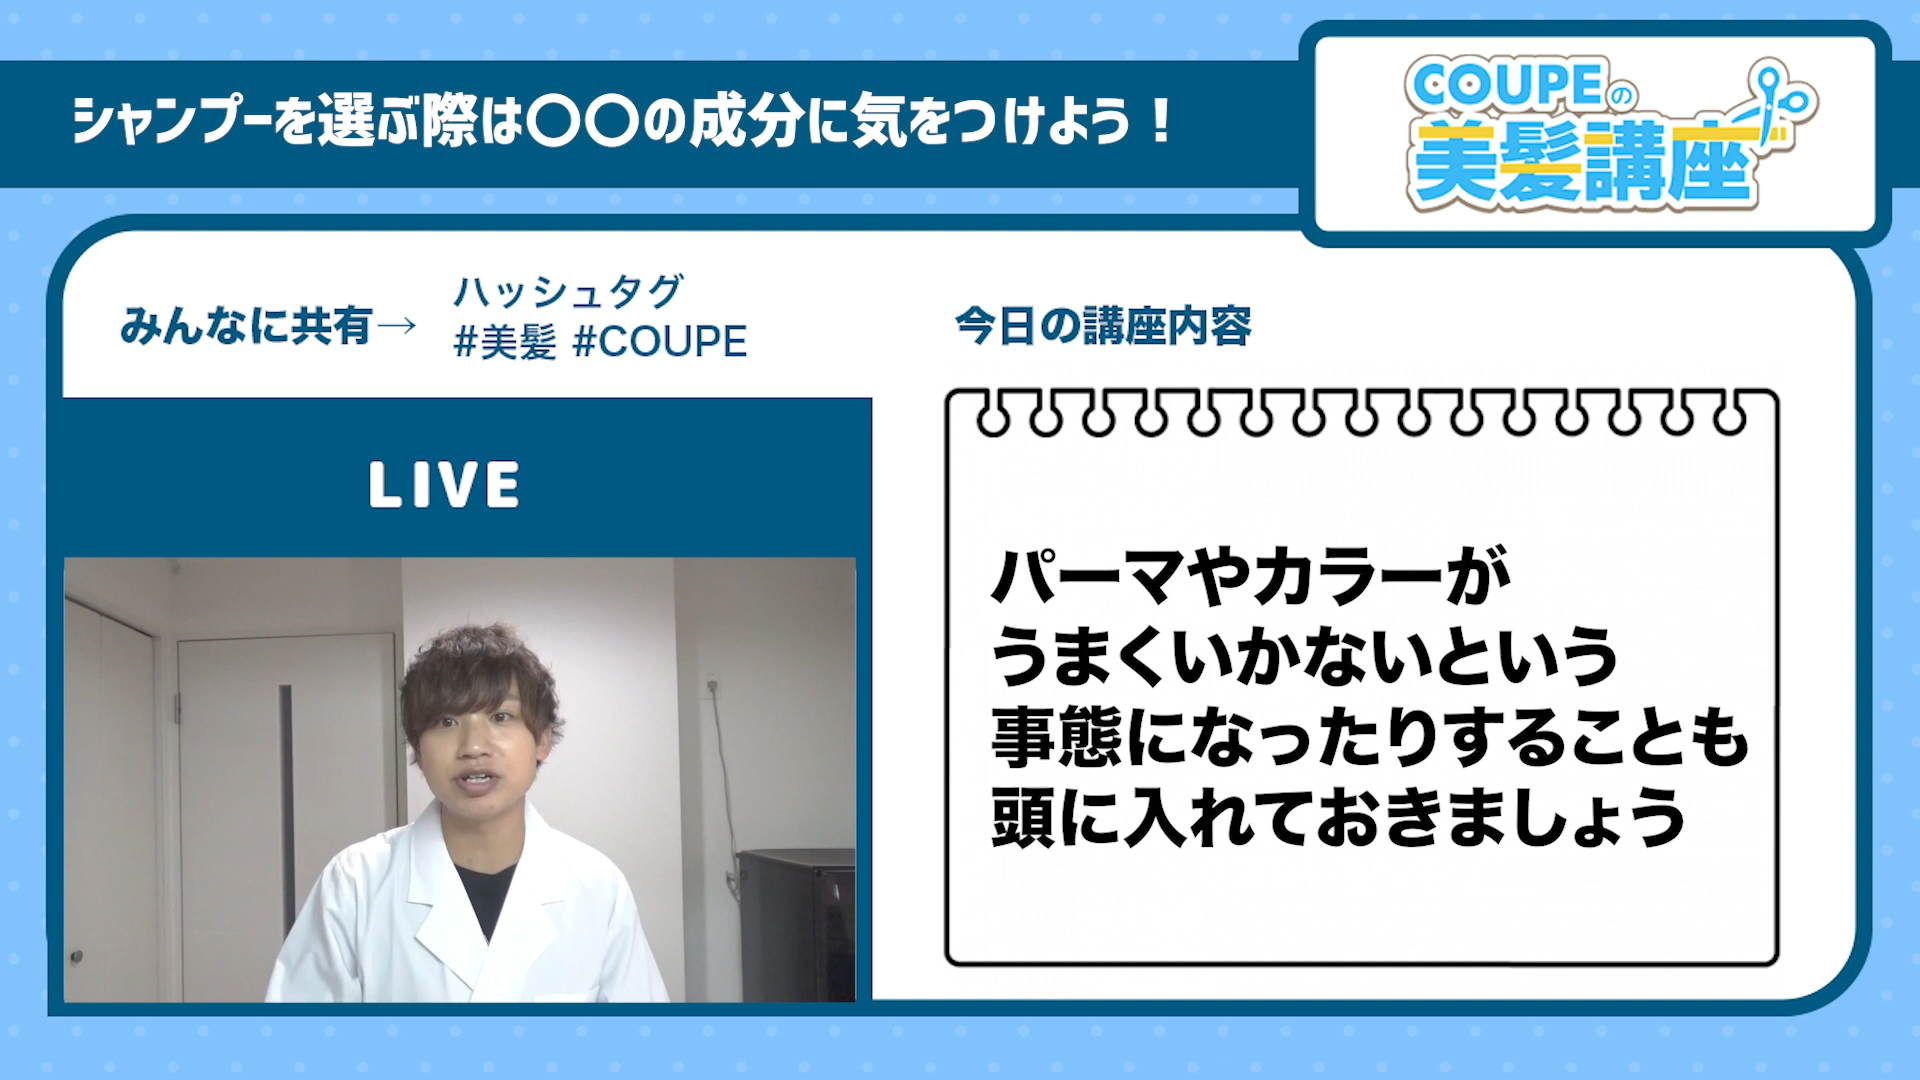 シャンプーを選ぶ際は〇〇の成分に気をつけよう！
COUPEの
美髪講座
みんなに共有→
ハッシュタグ
#美髪 #COUPE
今日の講座内容
LIVE
パーマやカラーが
うまくいかないという
事態になったりすることも
頭に入れておきましょう